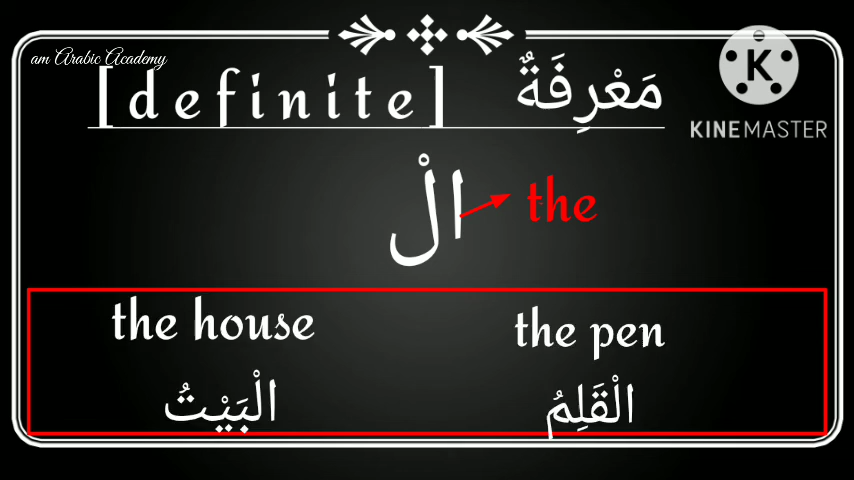 am Arabic Academy
[definite] مَعْرِفَةٌ
K
KINEMASTER
الْ the
the house the pen
الْبَيْتُ الْقَلِمُ